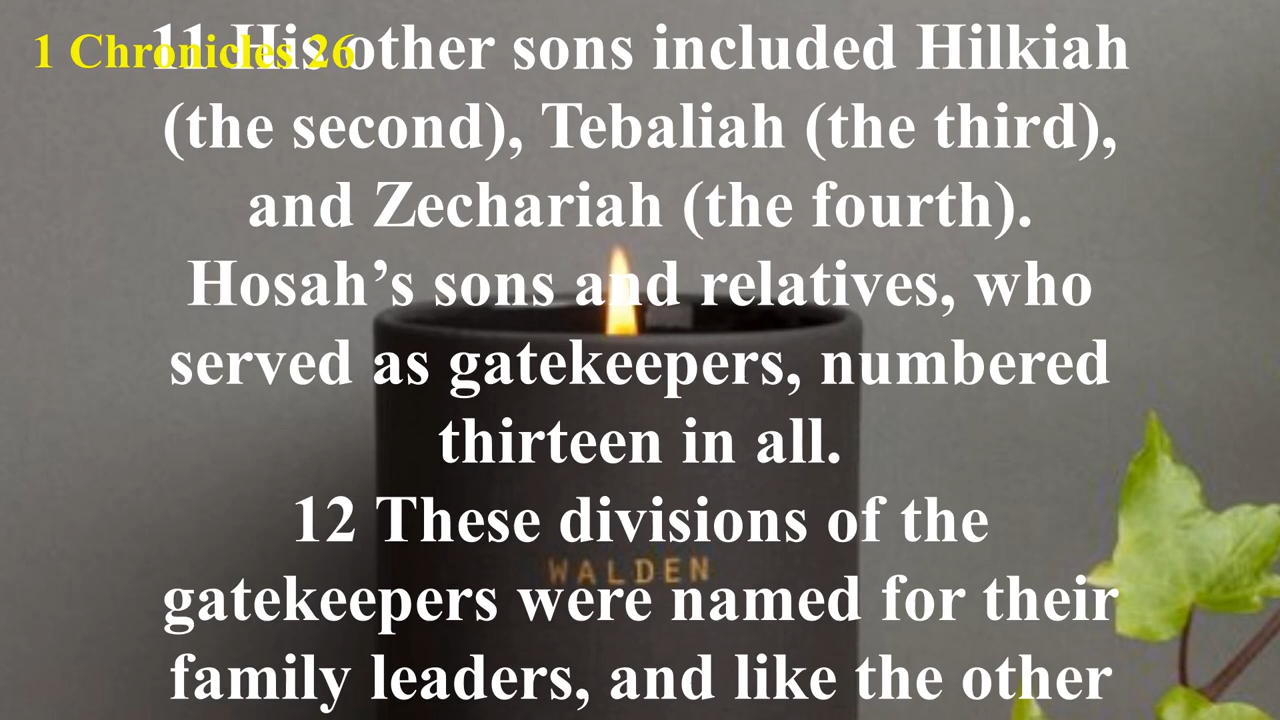 1 Chronicles 26
11 His other sons included Hilkiah
(the second), Tebaliah (the third),
and Zechariah (the fourth).
Hosah’s sons and relatives, who
served as gatekeepers, numbered
thirteen in all.
12 These divisions of the
WALDEN
gatekeepers were named for their
family leaders, and like the other